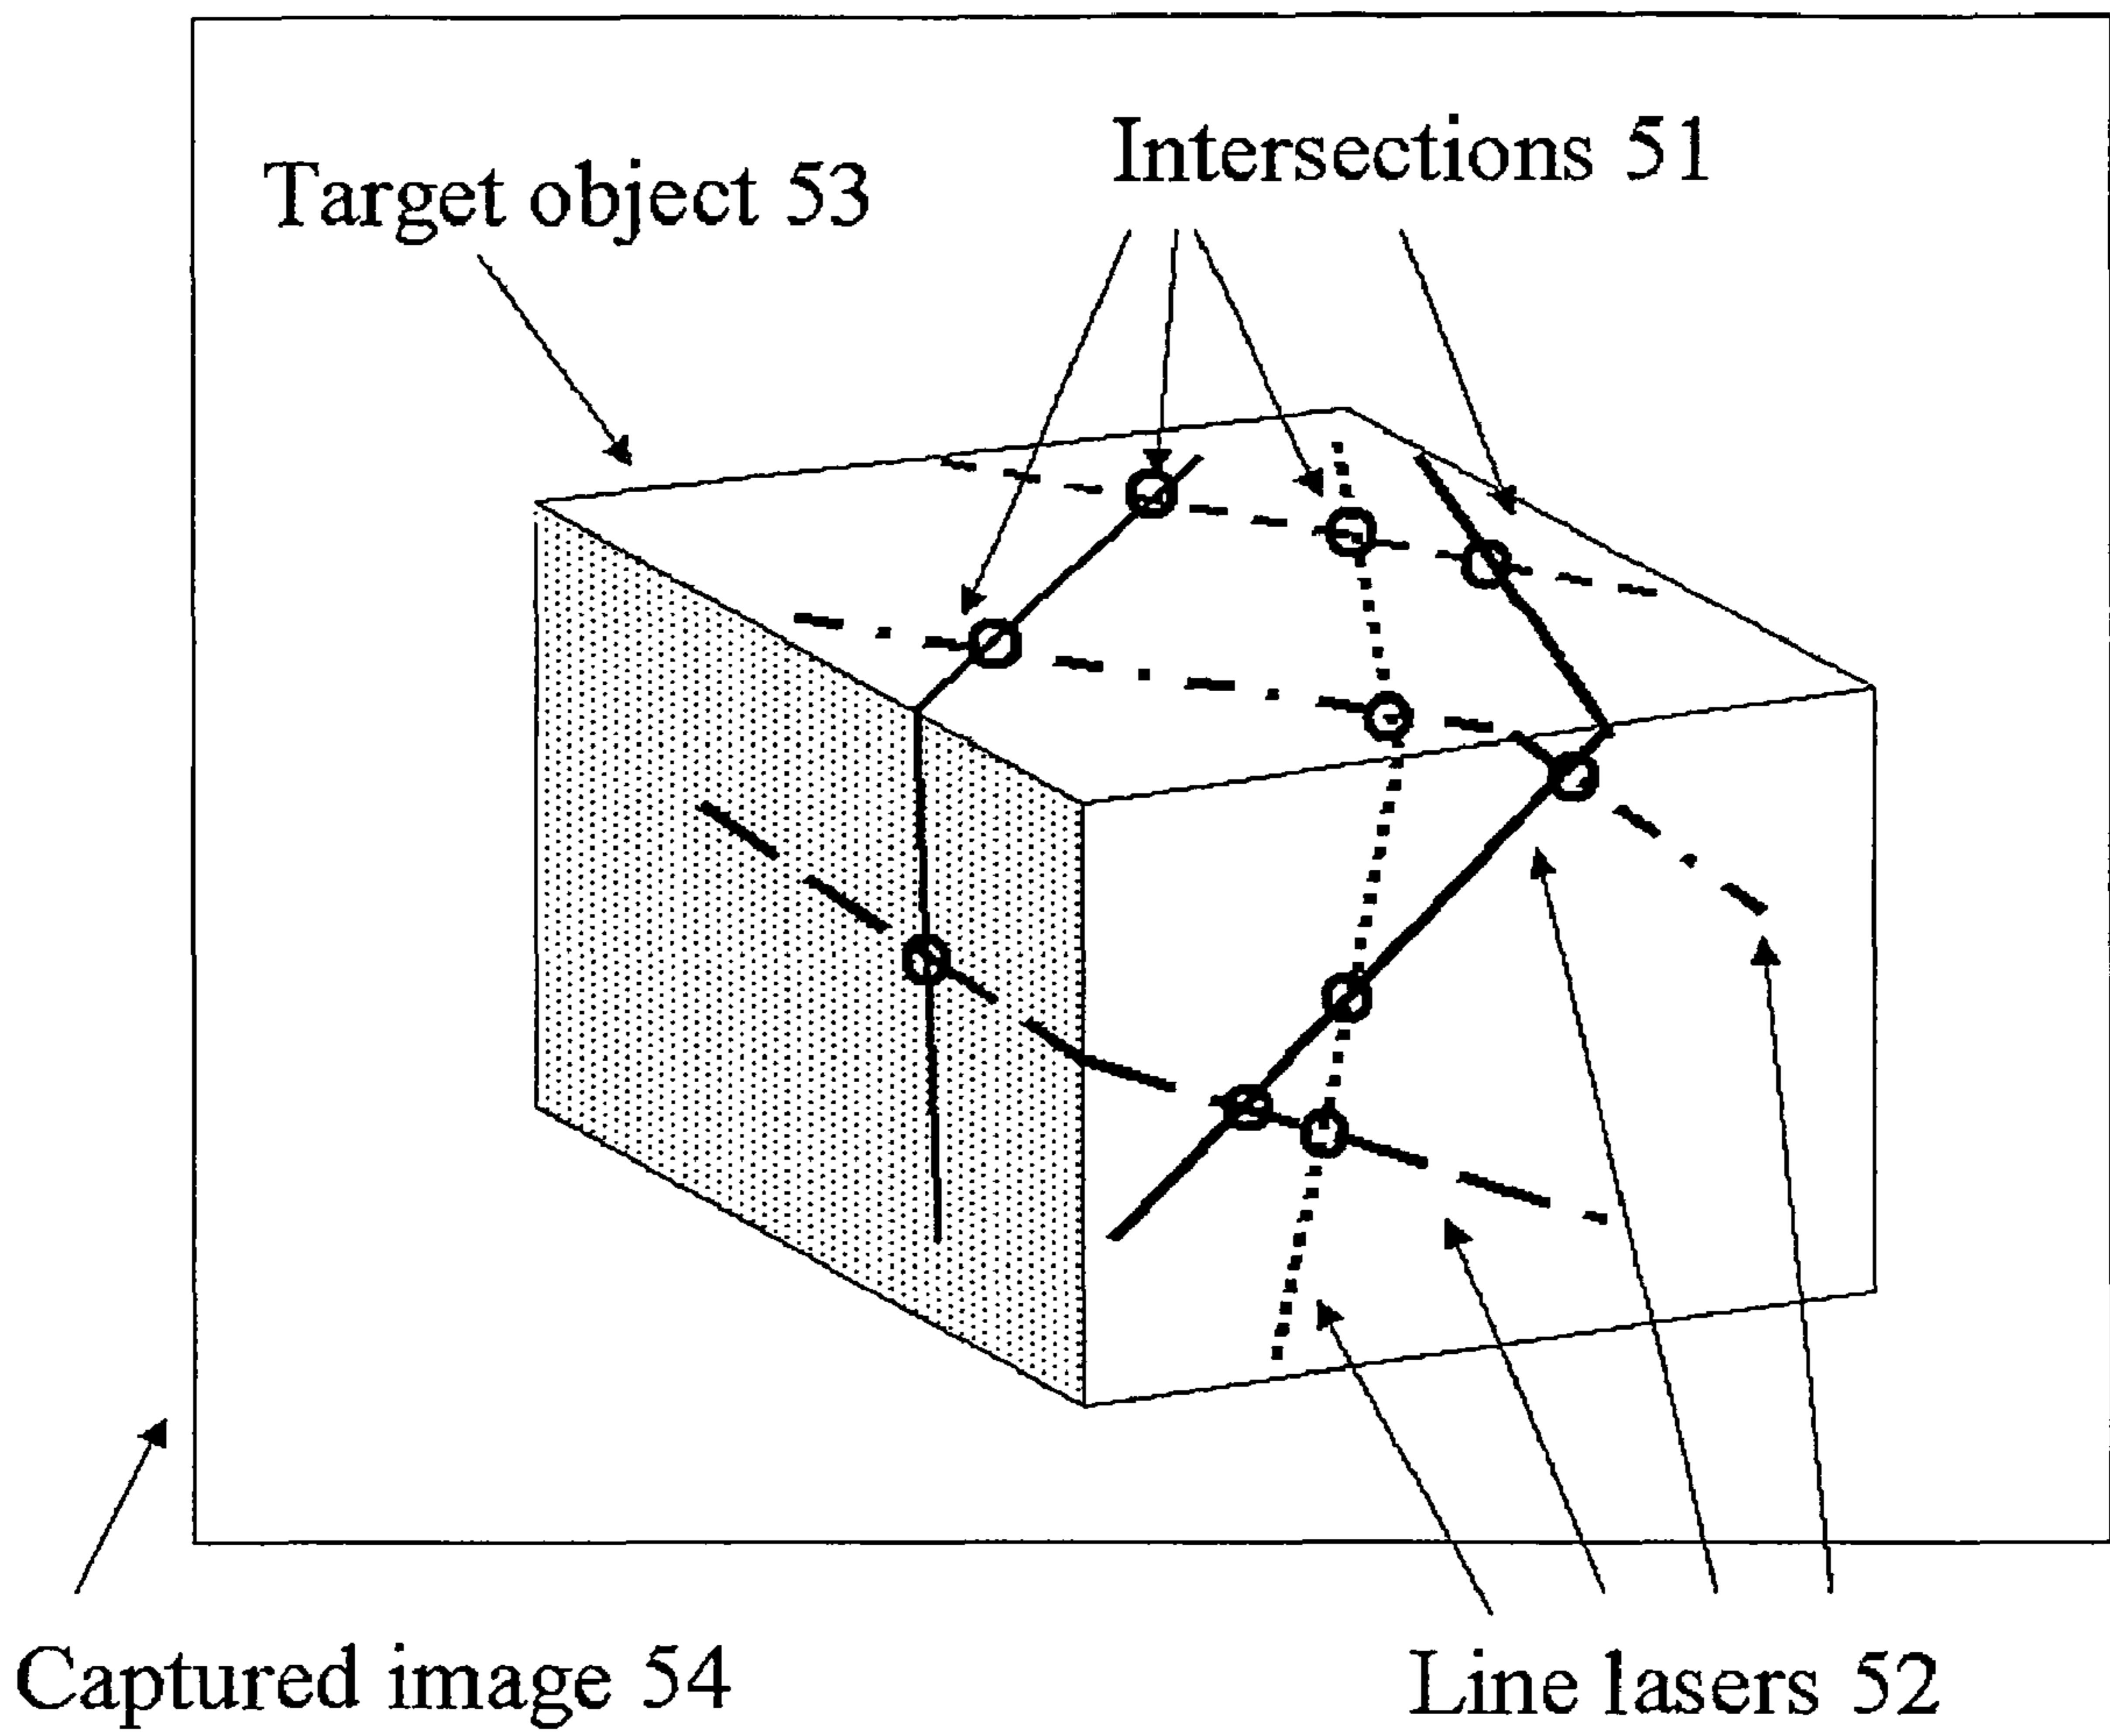 Intersections 51
Target object 53
Captured image 54
Line lasers 52